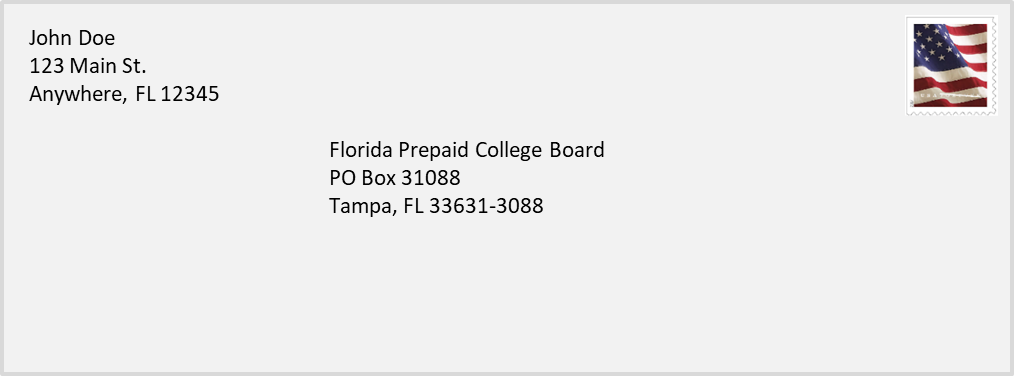 John Doe
123 Main St.
Anywhere, FL 12345
Florida Prepaid College Board
PO Box 31088
Tampa, FL 33631-3088